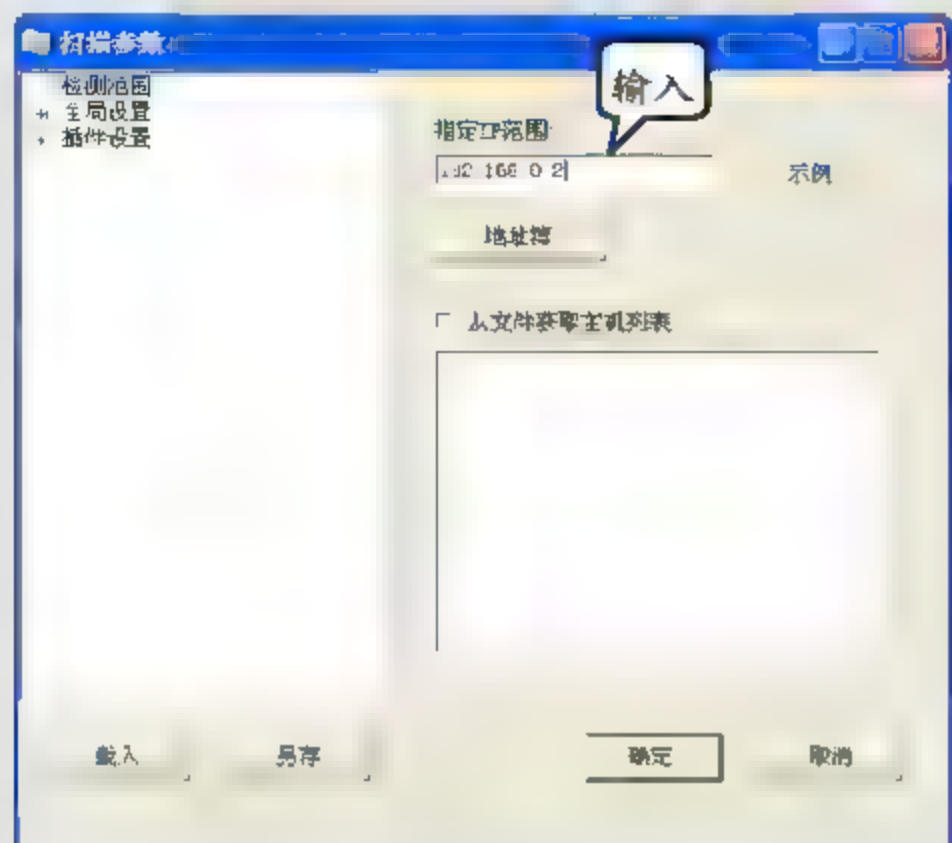 扫描参数
检测范围
全局设置
插件设置
输入
指定IP范围:
192.168.0.2
示例
地址簿
从文件获取主机列表
载入
另存
确定
取消